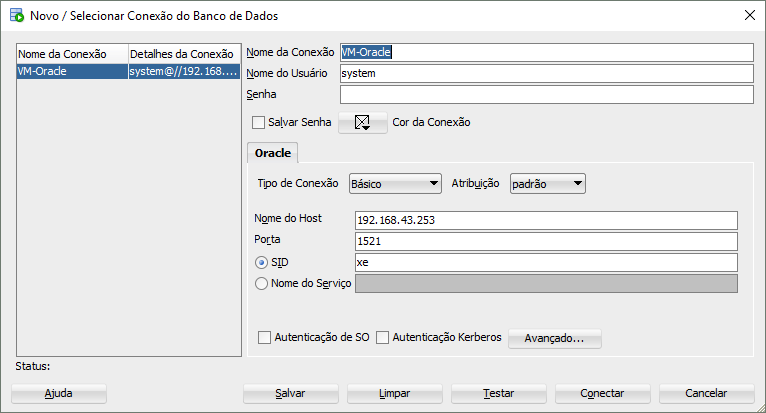 Novo / Selecionar Conexão do Banco de Dados
Nome da Conexão Detalhes da Conexão
VM-Oracle system@//192.168....
Nome da Conexão VM-Oracle
Nome do Usuário system
Senha
Salvar Senha Cor da Conexão
Oracle
Tipo de Conexão Básico Atribuição padrão
Nome do Host 192.168.43.253
Porta 1521
SID xe
Nome do Serviço
Autenticação de SO Autenticação Kerberos Avançado...
Status:
Ajuda Salvar Limpar Testar Conectar Cancelar